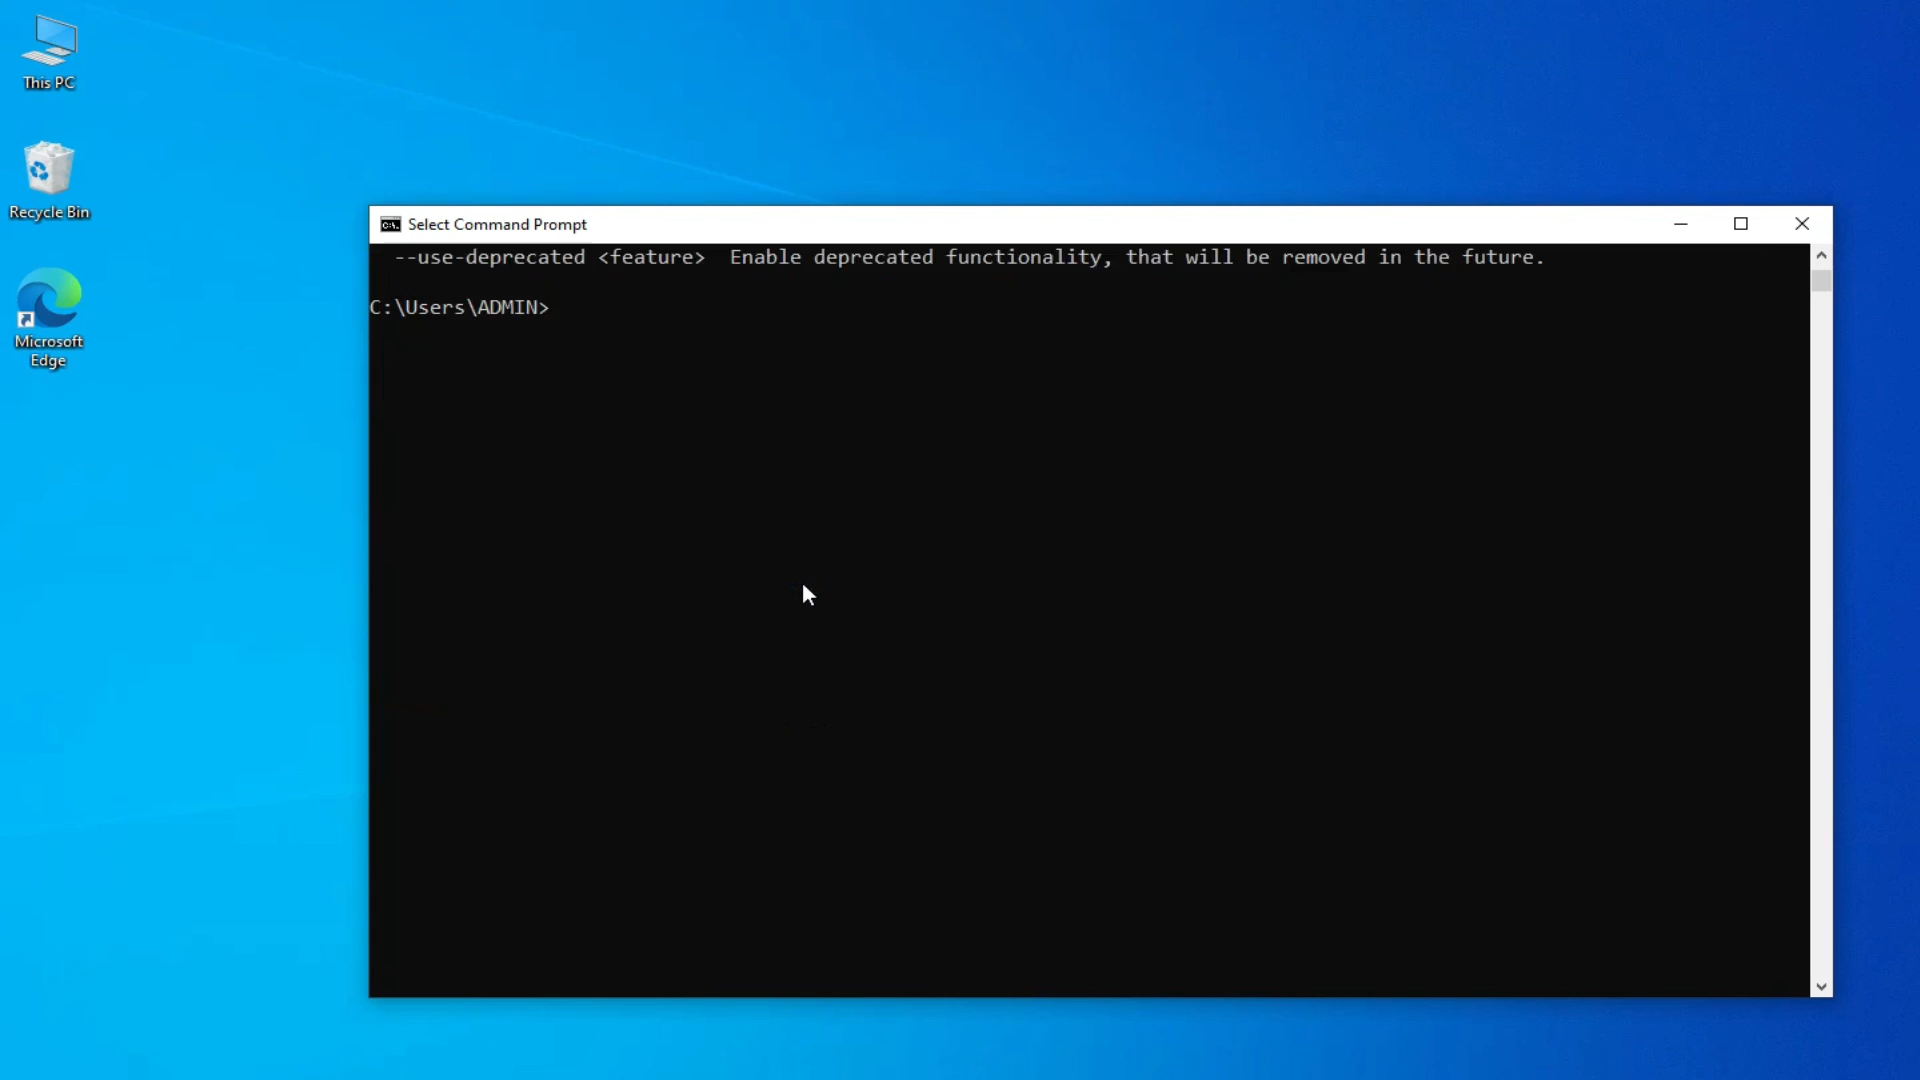 This PC
Recycle Bin
Microsoft
Edge
C:\.
Select Command Prompt
--use-deprecated <feature>  Enable deprecated functionality, that will be removed in the future.
C:\Users\ADMIN>